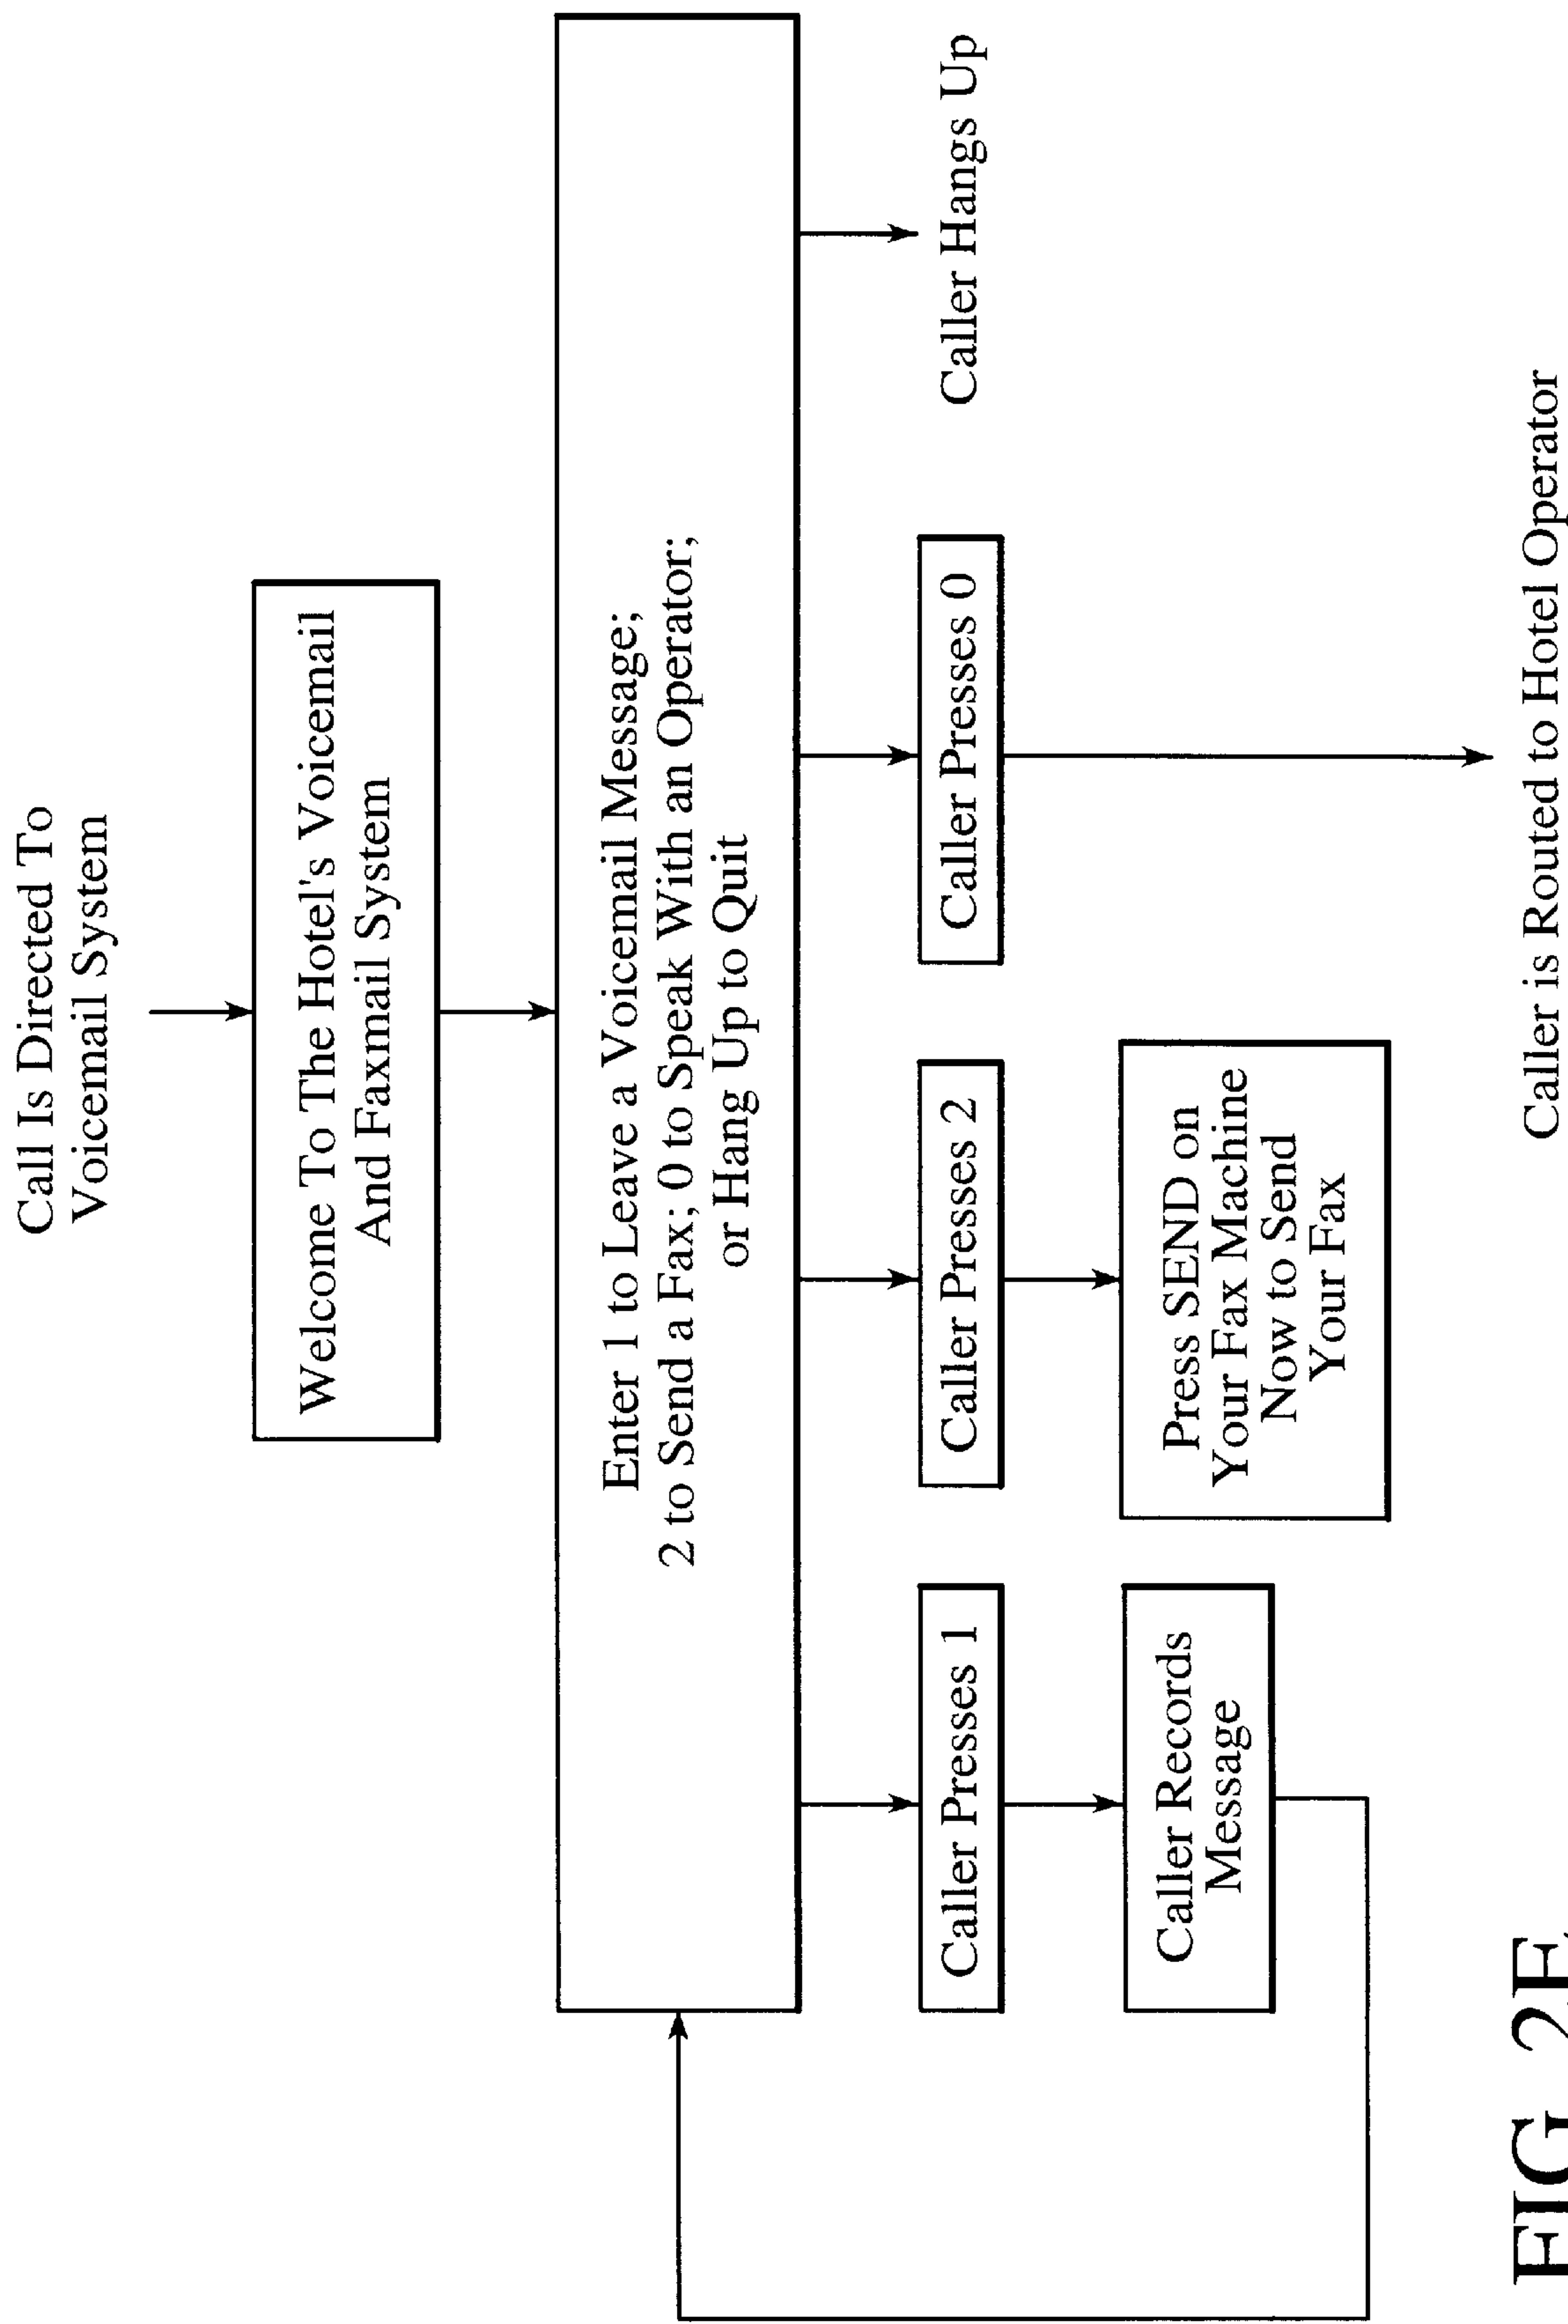 Call Is Directed To
Voicemail System
Welcome To The Hotel's Voicemail
And Faxmail System
Enter 1 to Leave a Voicemail Message;
2 to Send a Fax; 0 to Speak With an Operator;
or Hang Up to Quit
Caller Presses 1
Caller Presses 2
Caller Presses 0
Caller Hangs Up
Caller Records
Message
Press SEND on
Your Fax Machine
Now to Send
Your Fax
Caller is Routed to Hotel Operator
FIG 2E